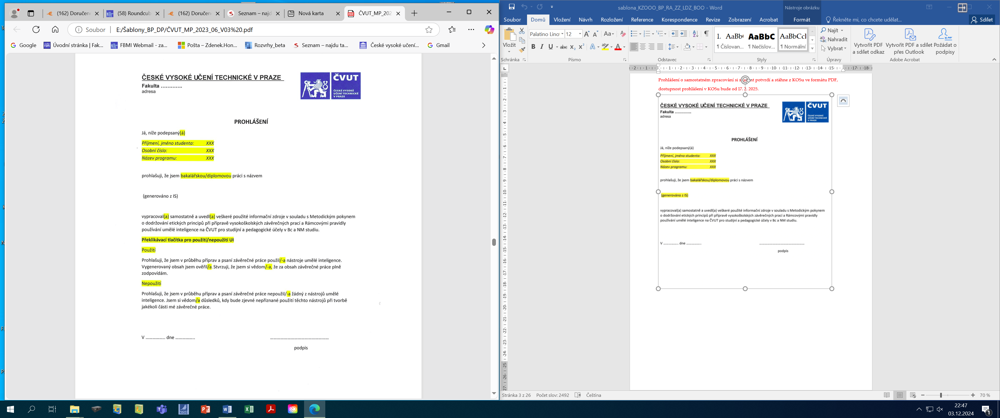 (162) Doručen
(58) Roundcub
(162) Doručen
Seznam – najd
Nová karta
ČVUT_MP_202
Soubor
E:/Šablony_BP_DP/ČVUT_MP_2023_06_V03%20.pdf
Google
Úvodní stránka | Fak...
FBMI Webmail - za...
Pošta – Zdenek.Hon...
Rozvrhy_beta
Seznam – najdu ta...
České vysoké učení...
Gmail
ČESKÉ VYSOKÉ UČENÍ TECHNICKÉ V PRAZE
Fakulta .............
adresa
ČVUT
ČESKÉ VYSOKÉ
UČENÍ TECHNICKÉ
V PRAZE
PROHLÁŠENÍ
Já, níže podepsaný(á)
Příjmení, jméno studenta: XXX
Osobní číslo: XXX
Název programu: XXX
prohlašuji, že jsem bakalářskou/diplomovou práci s názvem
(generováno z IS)
vypracoval(a) samostatně a uvedl(a) veškeré použité informační zdroje v souladu s Metodickým pokynem
o dodržování etických principů při přípravě vysokoškolských závěrečných prací a Rámcovými pravidly
používání umělé inteligence na ČVUT pro studijní a pedagogické účely v Bc a NM studiu.
Překlikávací tlačítka pro použití/nepoužití UI
Použití
Prohlašuji, že jsem v průběhu příprav a psaní závěrečné práce použil/-a nástroje umělé inteligence.
Vygenerovaný obsah jsem ověřil/a. Stvrzuji, že jsem si vědom/-a, že za obsah závěrečné práce plně
zodpovídám.
Nepoužití
Prohlašuji, že jsem v průběhu příprav a psaní závěrečné práce nepoužil/-a žádný z nástrojů umělé
inteligence. Jsem si vědom/a důsledků, kdy bude zjevné nepřiznané použití těchto nástrojů při tvorbě
jakékoli části mé závěrečné práce.
V ................ dne ................
................................................
podpis
sablona_KZOOO_BP_RA_ZZ_LDZ_BOO - Word
Nástroje obrázku
Soubor
Domů
Vložení
Návrh
Rozložení
Reference
Korespondence
Revize
Zobrazení
Acrobat
Formát
Řekněte mi, co chcete udělat...
Sdílet
Vložit
Schránka
Palatino Lino
12
Písmo
Odstavec
1. AaBbC
AaBbC
AaBbCcI
¶ Číslovan...
¶ Nečíslov...
¶ Normální
Styly
Najít
Nahradit
Vybrat
Úpravy
Vytvořit PDF
a sdílet odkaz
Vytvořit PDF a sdílet
přes Outlook
Požádat o
podpisy
Adobe Acrobat
Prohlášení o samostatném zpracování si student potvrdí a stáhne z KOSu ve formátu PDF,
dostupnost prohlášení v KOSu bude od 17. 2. 2025.
ČESKÉ VYSOKÉ UČENÍ TECHNICKÉ V PRAZE
Fakulta .............
adresa
ČVUT
ČESKÉ VYSOKÉ
UČENÍ TECHNICKÉ
V PRAZE
PROHLÁŠENÍ
Já, níže podepsaný(á)
Příjmení, jméno studenta: XXX
Osobní číslo: XXX
Název programu: XXX
prohlašuji, že jsem bakalářskou/diplomovou práci s názvem
(generováno z IS)
vypracoval(a) samostatně a uvedl(a) veškeré použité informační zdroje v souladu s Metodickým pokynem
o dodržování etických principů při přípravě vysokoškolských závěrečných prací a Rámcovými pravidly
používání umělé inteligence na ČVUT pro studijní a pedagogické účely v Bc a NM studiu.
V ................ dne ................
................................................
podpis
Stránka 3 z 26
Počet slov: 2492
Čeština
70 %
22:47
03.12.2024
1